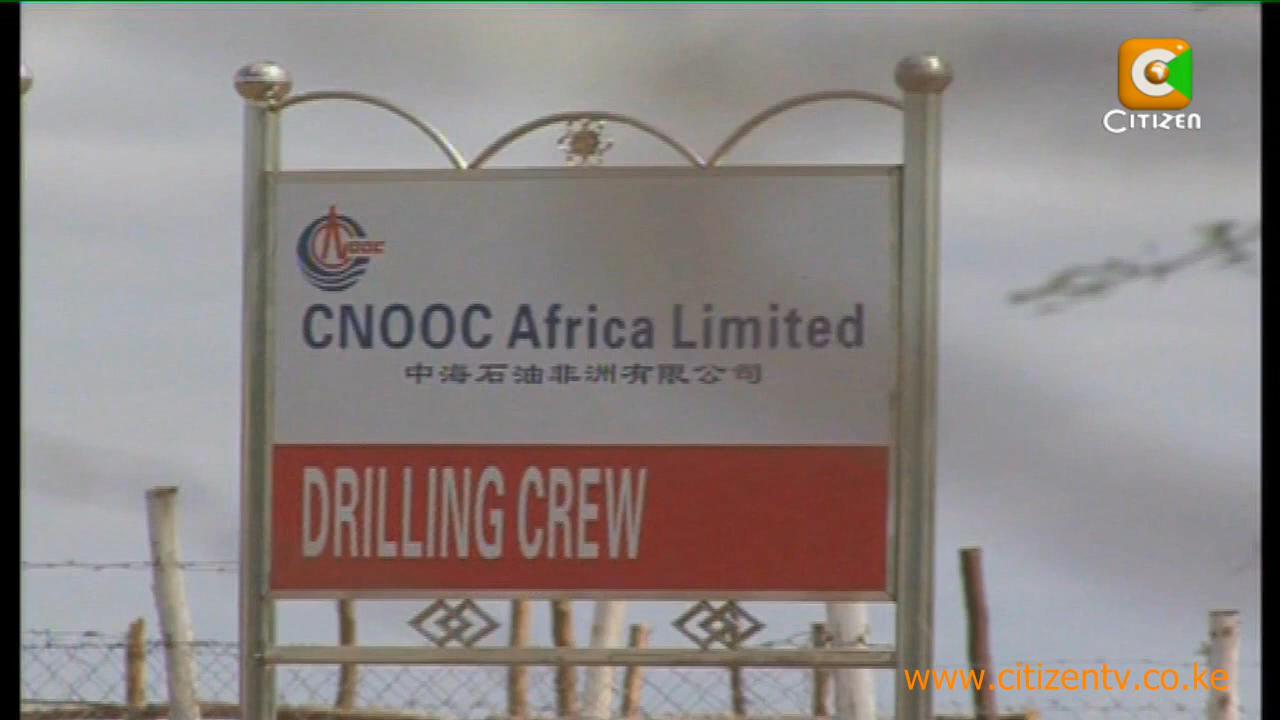 CITIZEN
CNOOC
CNOOC Africa Limited
中海石油非洲有限公司
DRILLING CREW
www.citizentv.co.ke